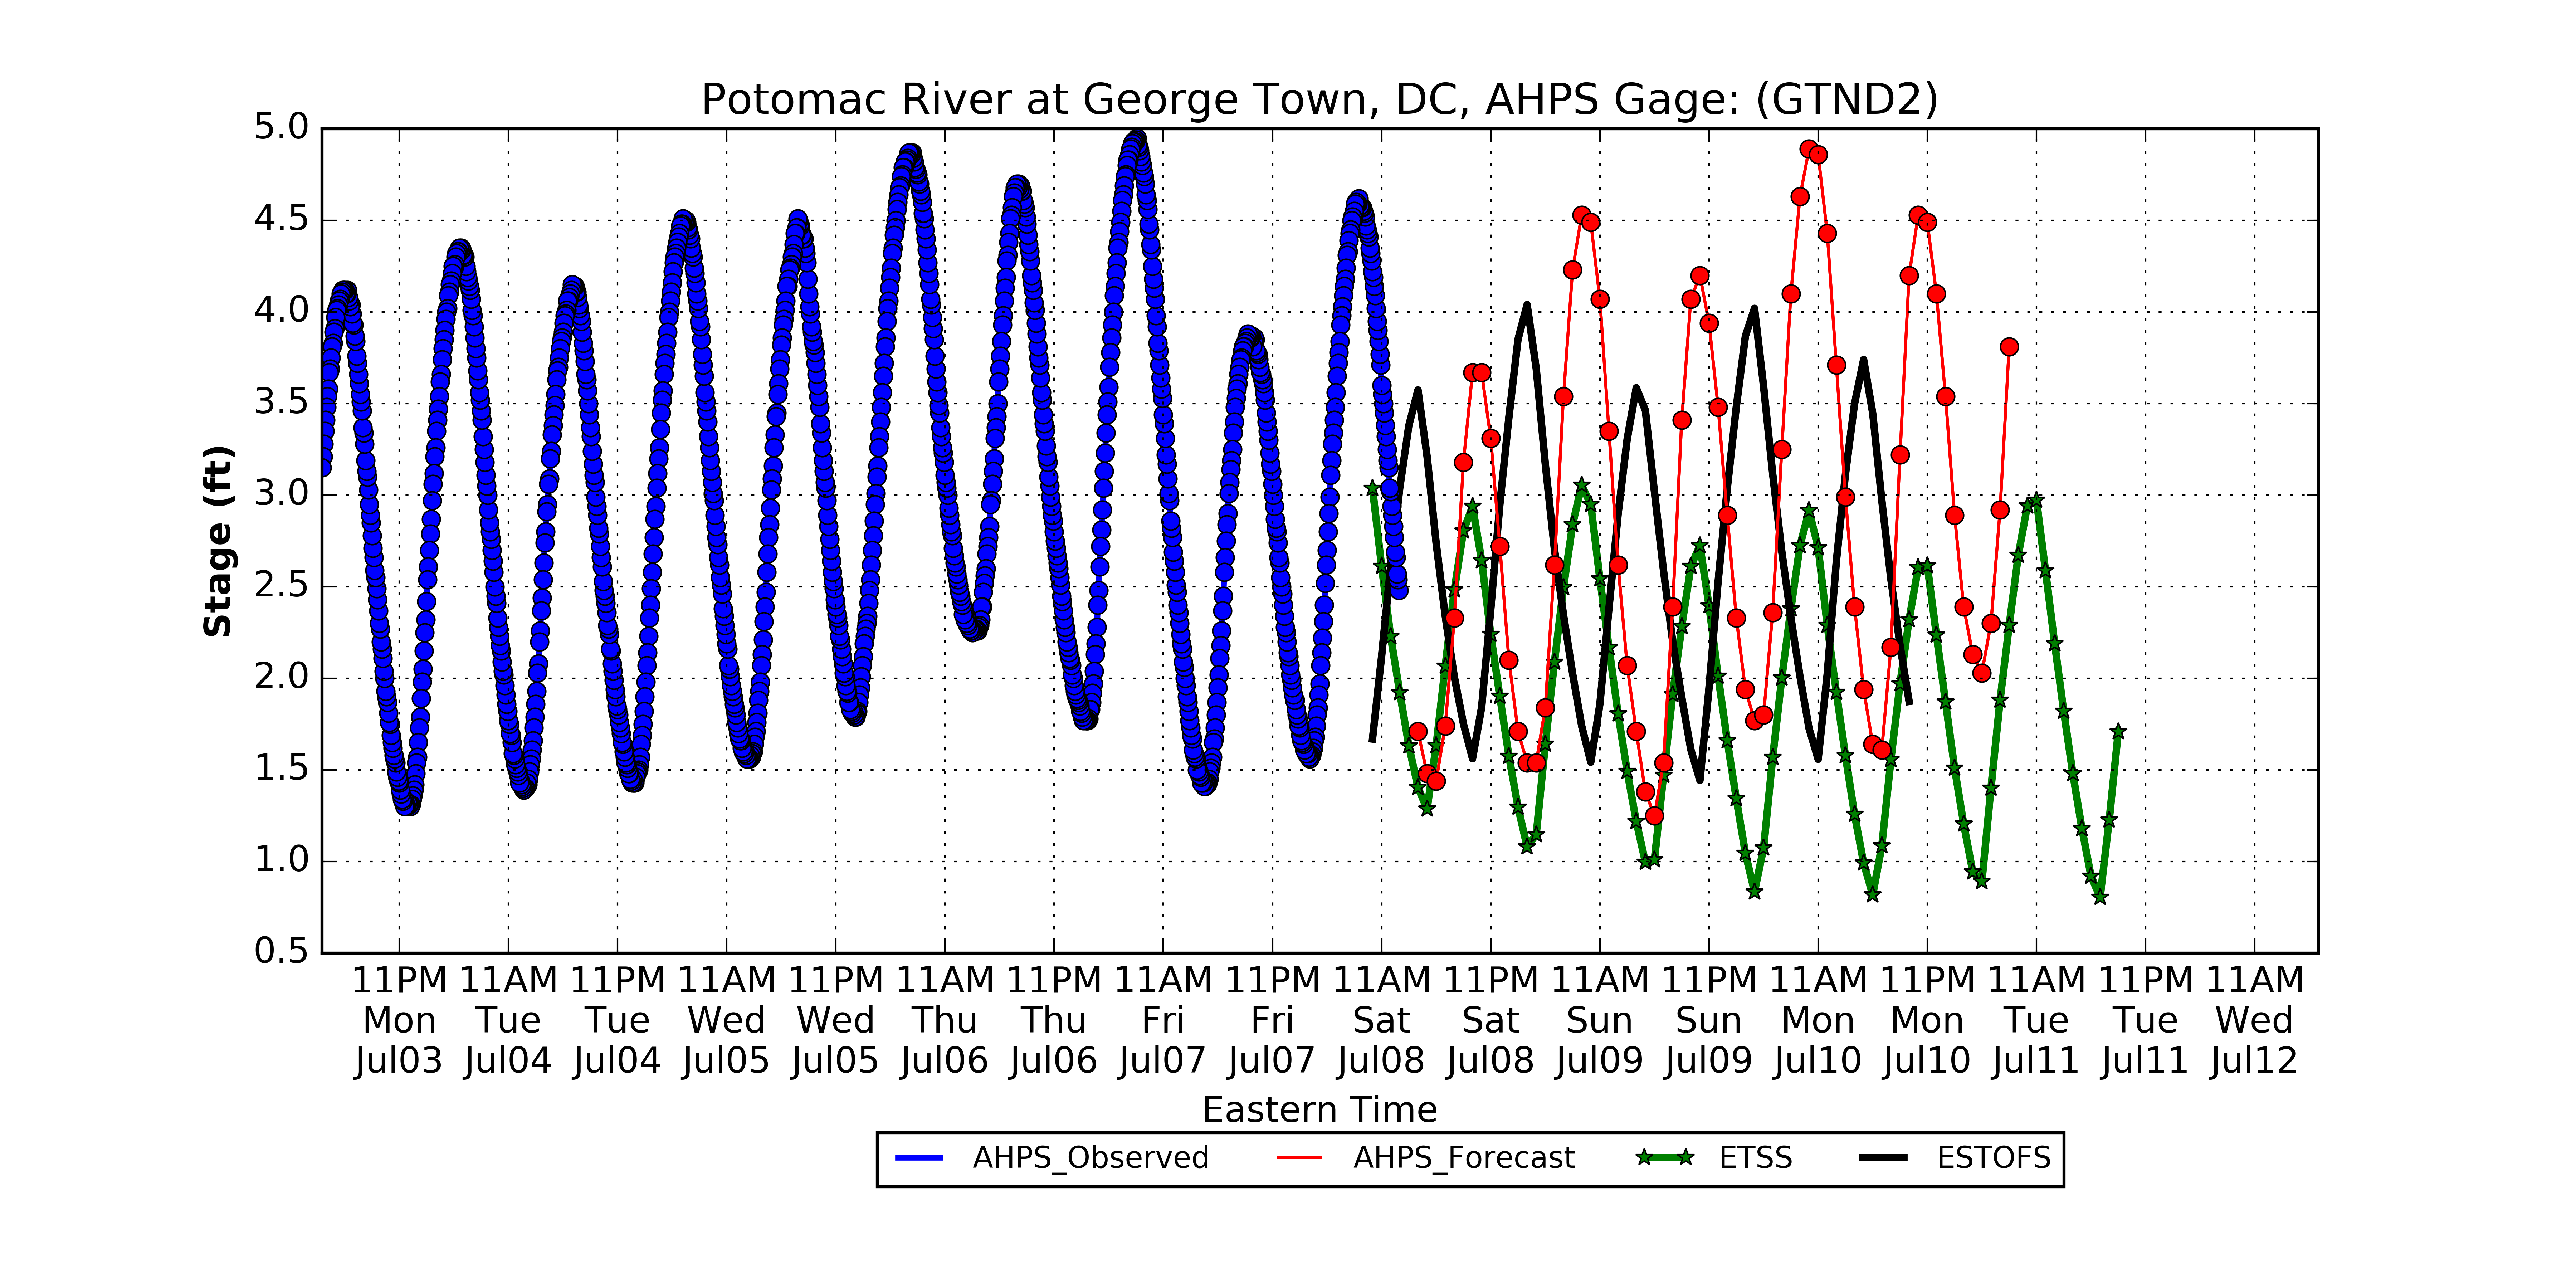 Potomac River at George Town, DC, AHPS Gage: (GTND2)
5.0
4.5
4.0
3.5
3.0
2.5
2.0
1.5
1.0
0.5
Stage (ft)
11PM 11AM 11PM 11AM 11PM 11AM 11PM 11AM 11PM 11AM 11PM 11AM 11PM 11AM 11PM 11AM 11PM 11AM
Mon Tue Tue Wed Wed Thu Thu Fri Fri Sat Sat Sun Sun Mon Mon Tue Tue Wed
Jul03 Jul04 Jul04 Jul05 Jul05 Jul06 Jul06 Jul07 Jul07 Jul08 Jul08 Jul09 Jul09 Jul10 Jul10 Jul11 Jul11 Jul12
Eastern Time
AHPS_Observed AHPS_Forecast ETSS ESTOFS